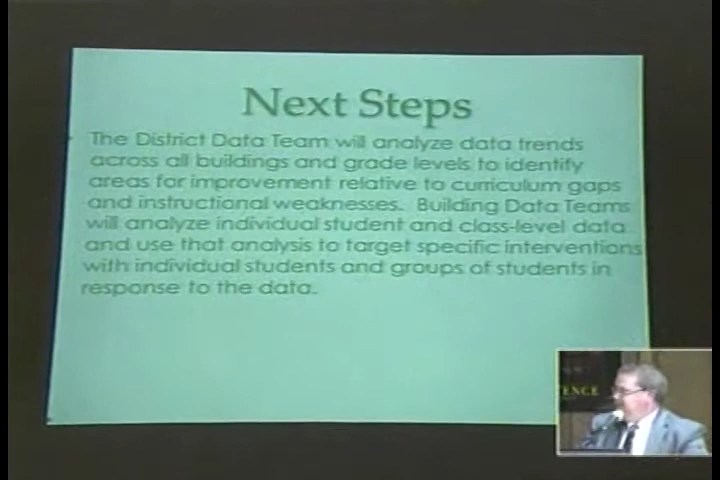 Next Steps
The District Data Team will analyze data trends
across all buildings and grade levels to identify
areas for improvement relative to curriculum gaps
and instructional weaknesses. Building Data Teams
will analyze individual student and class-level data
and use that analysis to target specific interventions
with individual students and groups of students in
response to the data.
TENCE